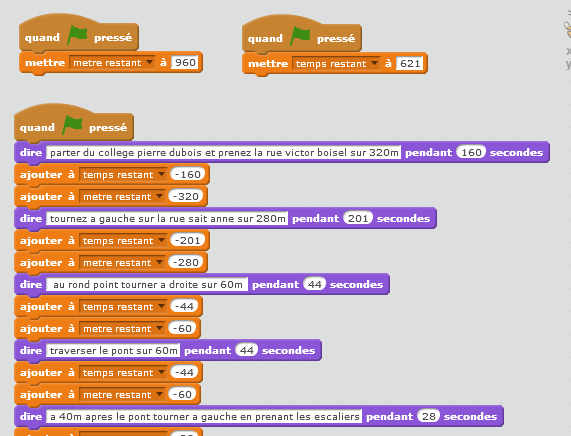 quand pressé
mettre metre restant à 960
quand pressé
mettre temps restant à 621
quand pressé
dire parter du college pierre dubois et prenez la rue victor boisel sur 320m pendant 160 secondes
ajouter à temps restant -160
ajouter à metre restant -320
dire tournez a gauche sur la rue sait anne sur 280m pendant 201 secondes
ajouter à temps restant -201
ajouter à metre restant -280
dire au rond point tourner a droite sur 60m pendant 44 secondes
ajouter à temps restant -44
ajouter à metre restant -60
dire traverser le pont sur 60m pendant 44 secondes
ajouter à temps restant -44
ajouter à metre restant -60
dire a 40m apres le pont tourner a gauche en prenant les escaliers pendant 28 secondes